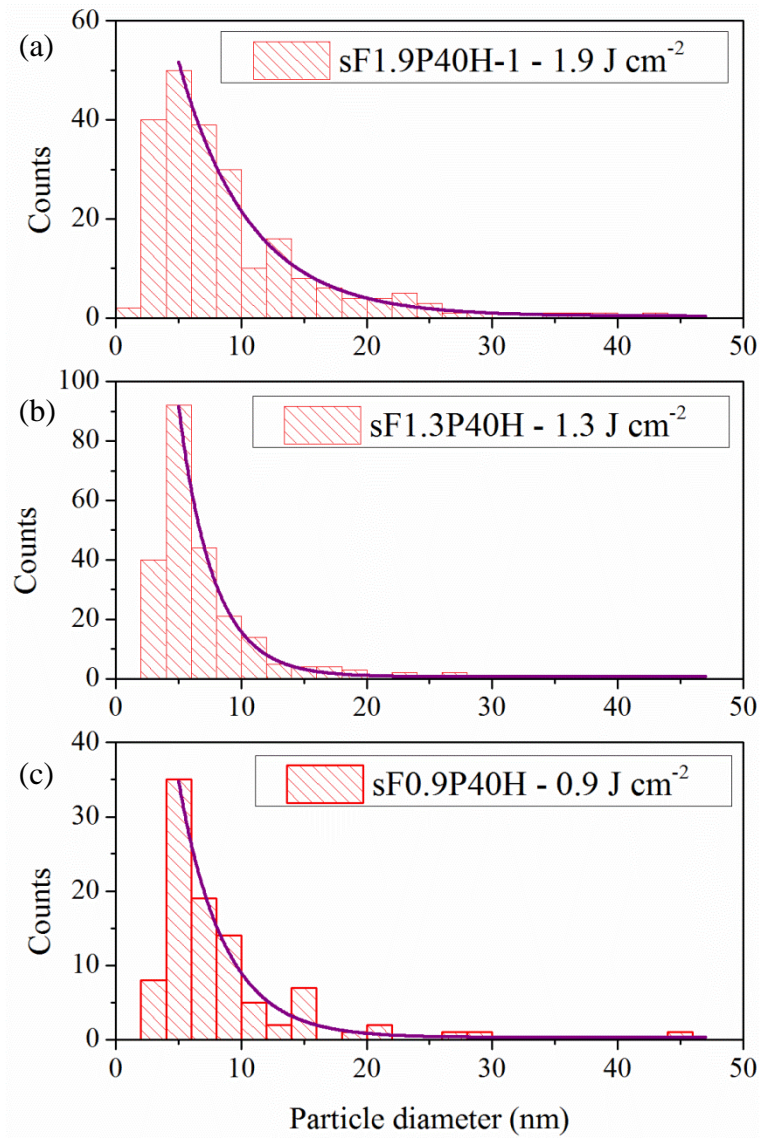 (a)
sF1.9P40H-1 - 1.9 J cm⁻²
Counts
60
40
20
0
0 10 20 30 40 50
(b)
sF1.3P40H - 1.3 J cm⁻²
Counts
100
80
60
40
20
0
0 10 20 30 40 50
(c)
sF0.9P40H - 0.9 J cm⁻²
Counts
40
30
20
10
0
0 10 20 30 40 50
Particle diameter (nm)